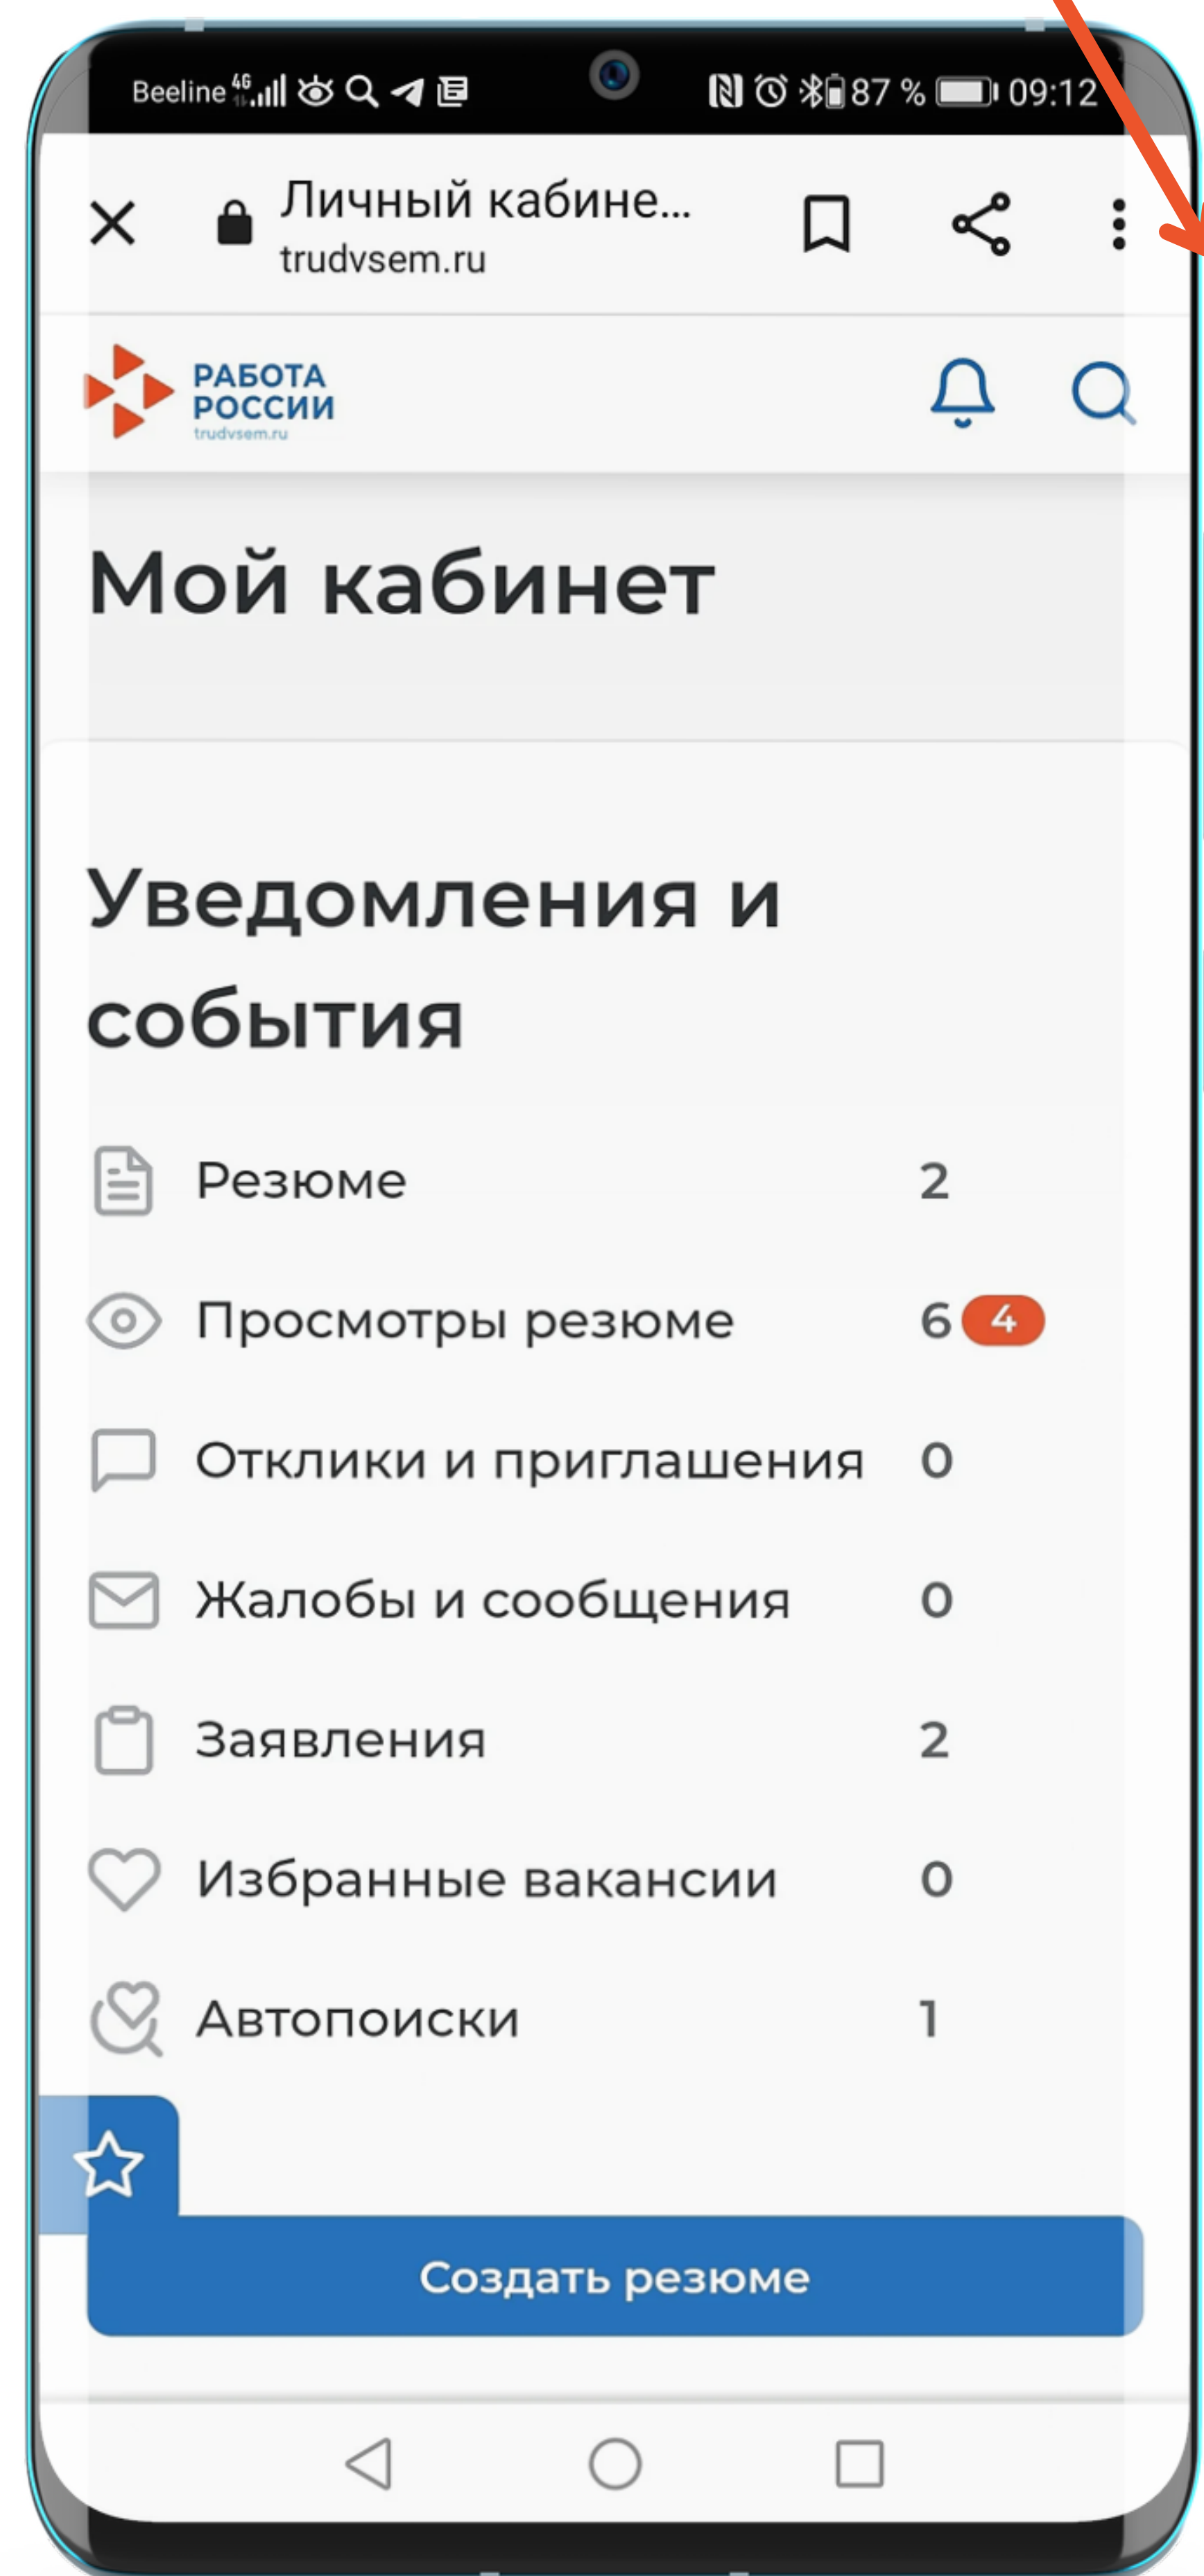 Beeline 4G 87 % 09:12
Личный кабине...
trudvsem.ru
РАБОТА
РОССИИ
trudvsem.ru
Мой кабинет
Уведомления и
события
Резюме 2
Просмотры резюме 6 4
Отклики и приглашения 0
Жалобы и сообщения 0
Заявления 2
Избранные вакансии 0
Автопоиски 1
Создать резюме